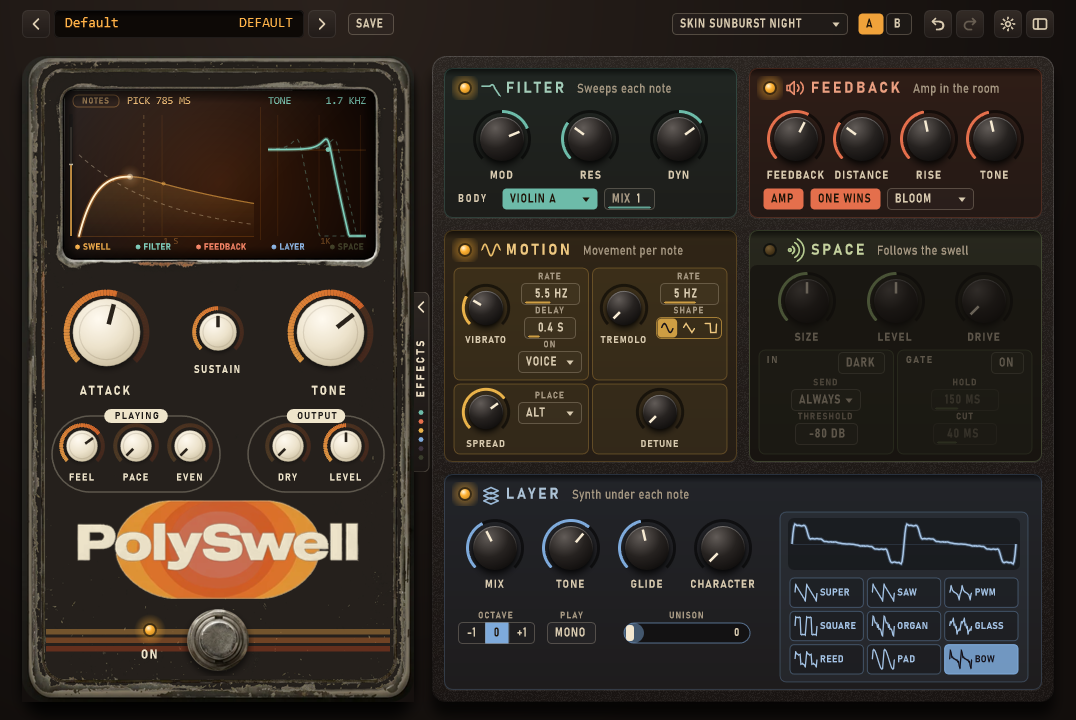 Default DEFAULT
SAVE
SKIN SUNBURST NIGHT
A B
NOTES PICK 785 MS TONE 1.7 KHZ
1K
SWELL FILTER FEEDBACK LAYER SPACE
ATTACK SUSTAIN TONE
PLAYING OUTPUT
FEEL PACE EVEN DRY LEVEL
PolySwell
ON
EFFECTS
FILTER Sweeps each note
MOD RES DYN
BODY VIOLIN A MIX 1
FEEDBACK Amp in the room
FEEDBACK DISTANCE RISE TONE
AMP ONE WINS BLOOM
MOTION Movement per note
RATE
5.5 HZ
DELAY
0.4 S
ON
VOICE
VIBRATO
RATE
5 HZ
SHAPE
TREMOLO
PLACE
ALT
SPREAD
DETUNE
SPACE Follows the swell
SIZE LEVEL DRIVE
IN DARK
SEND
ALWAYS
THRESHOLD
-80 DB
GATE ON
HOLD
150 MS
CUT
40 MS
LAYER Synth under each note
MIX TONE GLIDE CHARACTER
OCTAVE PLAY UNISON
-1 0 +1 MONO 0
SUPER SAW PWM
SQUARE ORGAN GLASS
REED PAD BOW